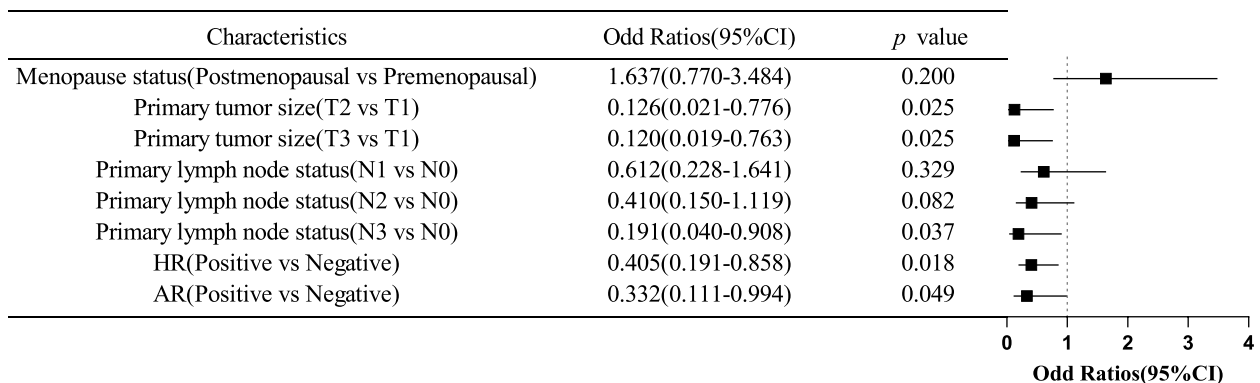 Characteristics Odd Ratios(95%CI) p value
Menopause status(Postmenopausal vs Premenopausal) 1.637(0.770-3.484) 0.200
Primary tumor size(T2 vs T1) 0.126(0.021-0.776) 0.025
Primary tumor size(T3 vs T1) 0.120(0.019-0.763) 0.025
Primary lymph node status(N1 vs N0) 0.612(0.228-1.641) 0.329
Primary lymph node status(N2 vs N0) 0.410(0.150-1.119) 0.082
Primary lymph node status(N3 vs N0) 0.191(0.040-0.908) 0.037
HR(Positive vs Negative) 0.405(0.191-0.858) 0.018
AR(Positive vs Negative) 0.332(0.111-0.994) 0.049
0 1 2 3 4
Odd Ratios(95%CI)